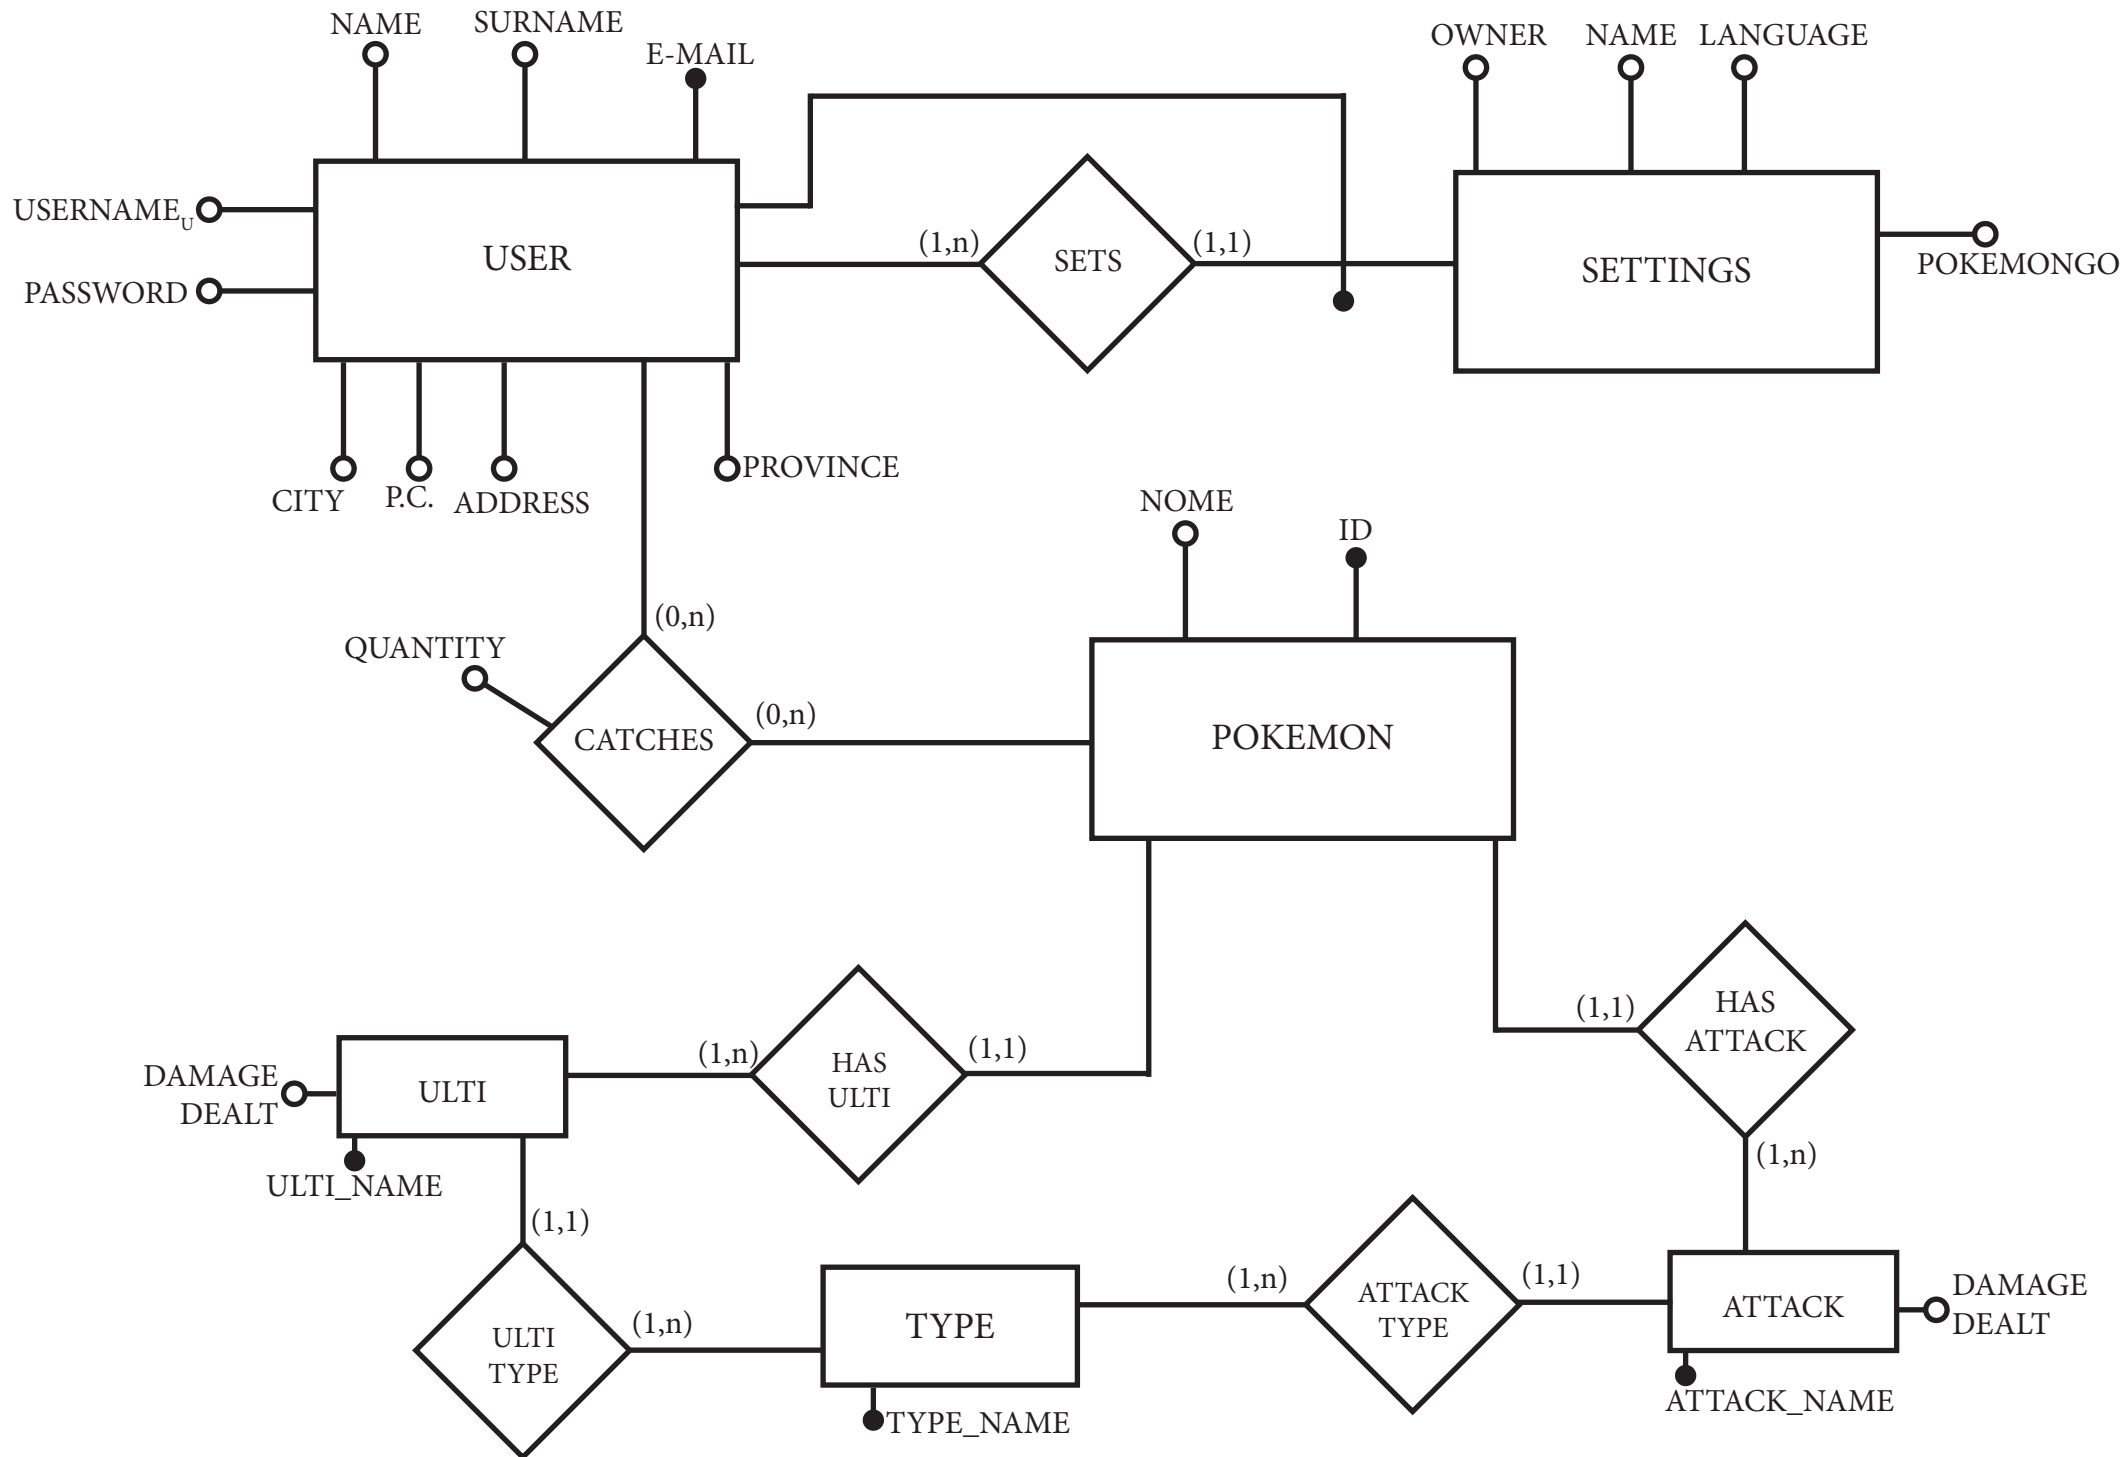 NAME
SURNAME
E-MAIL
OWNER
NAME
LANGUAGE
USERNAME U
PASSWORD
USER
(1,n)
SETS
(1,1)
SETTINGS
POKEMONGO
CITY
P.C.
ADDRESS
PROVINCE
NOME
ID
(0,n)
QUANTITY
CATCHES
(0,n)
POKEMON
(1,1)
HAS
ATTACK
(1,n)
DAMAGE
DEALT
ULTI
ULTI_NAME
(1,n)
HAS
ULTI
(1,1)
(1,1)
ULTI
TYPE
(1,n)
TYPE
TYPE_NAME
(1,n)
ATTACK
TYPE
(1,1)
ATTACK
DAMAGE
DEALT
ATTACK_NAME